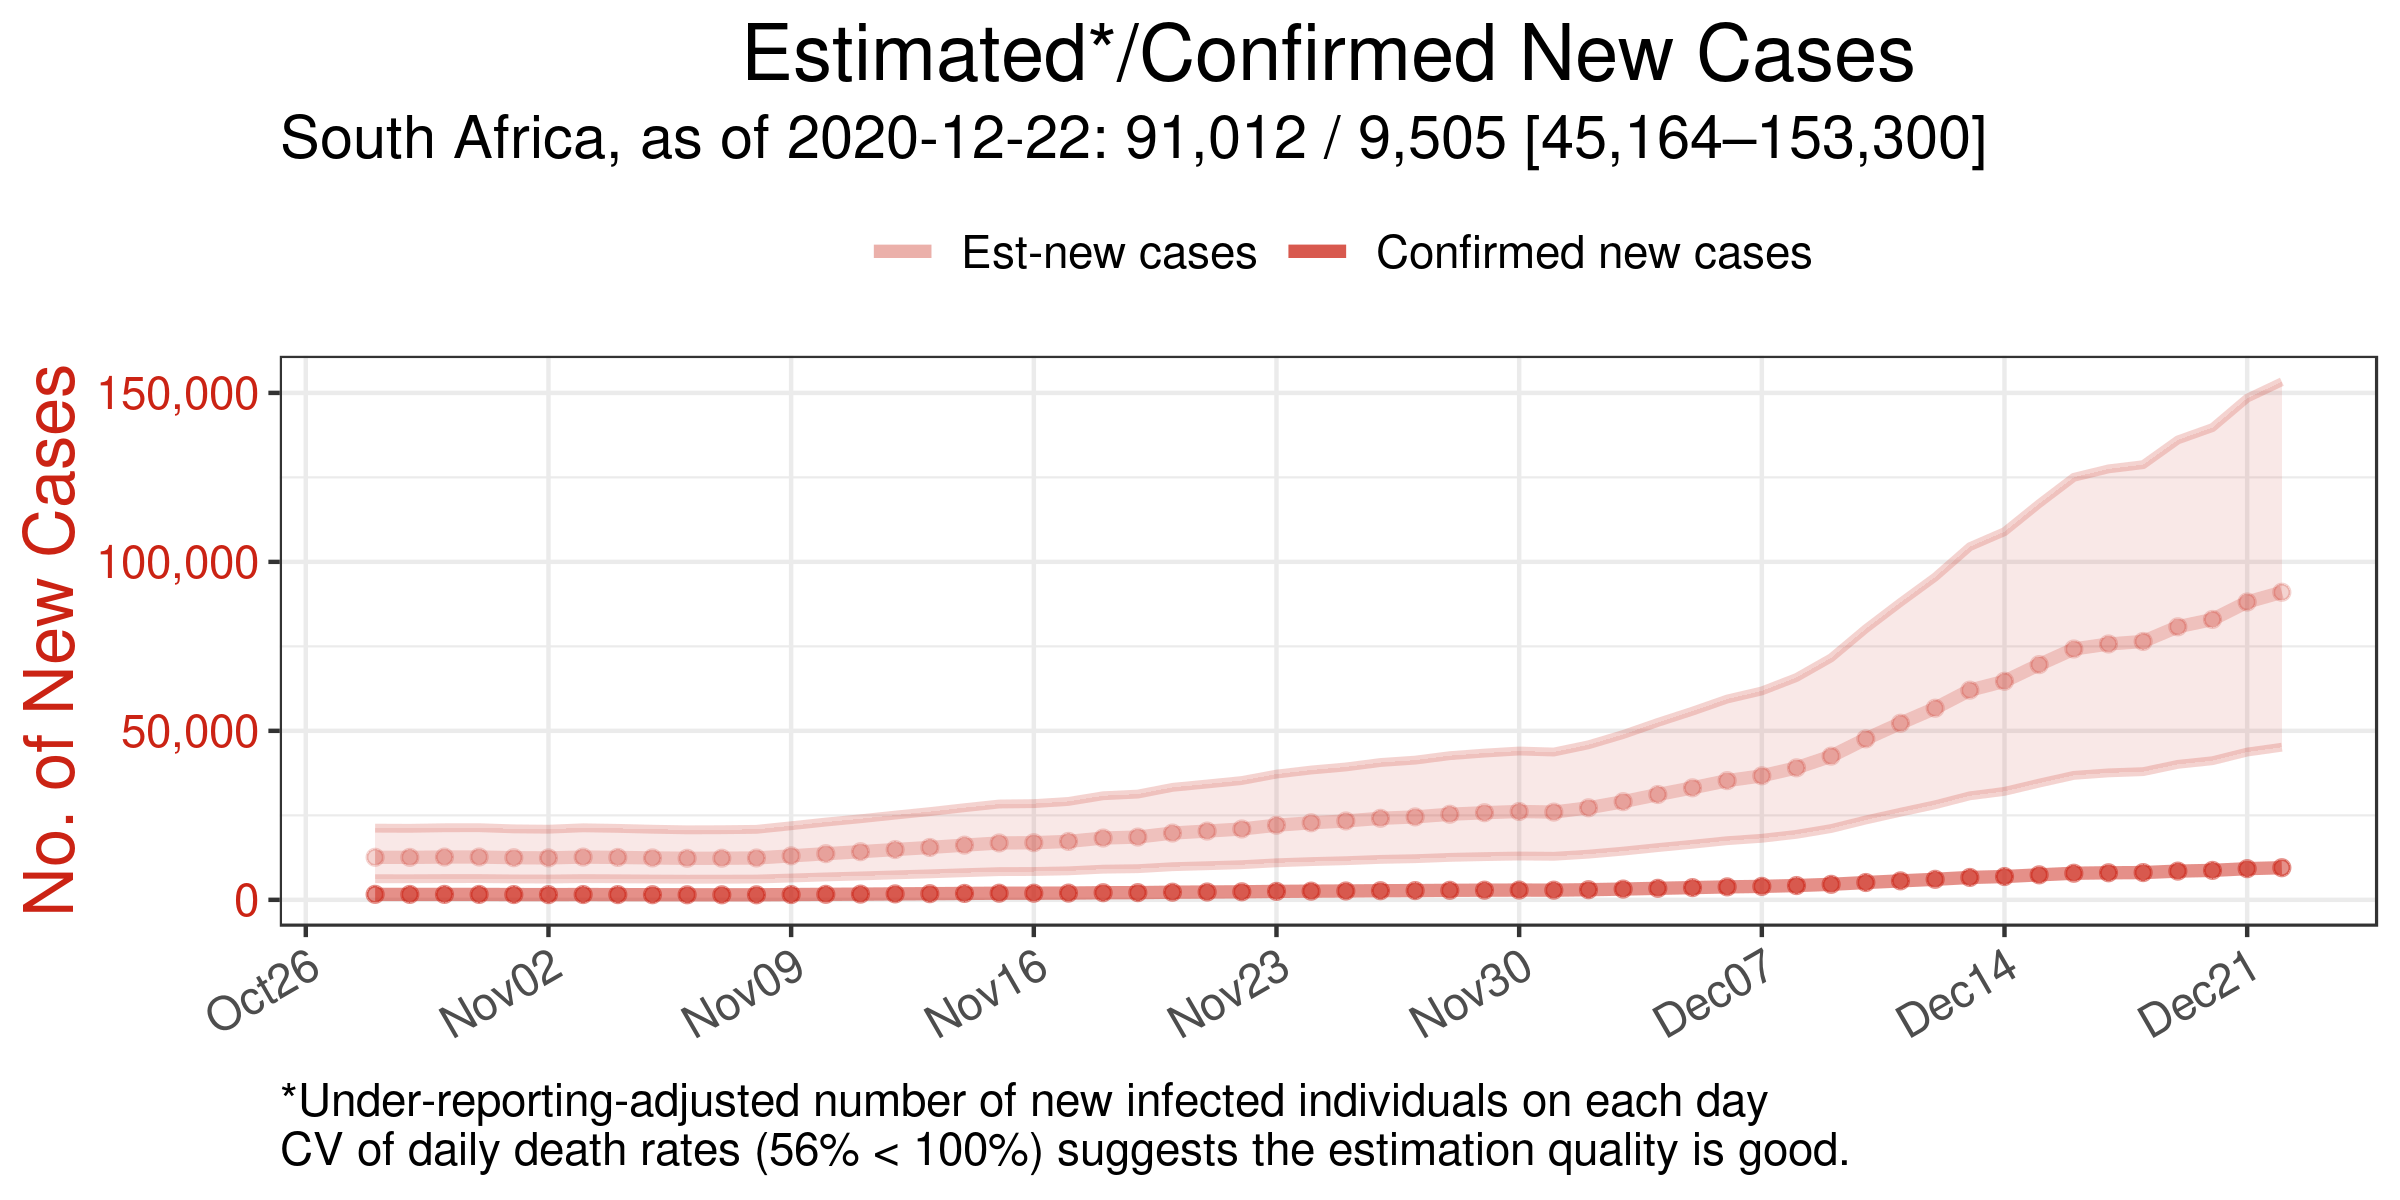 Estimated*/Confirmed New Cases
South Africa, as of 2020-12-22: 91,012 / 9,505 [45,164–153,300]
Est-new cases Confirmed new cases
No. of New Cases
150,000
100,000
50,000
0
Oct26 Nov02 Nov09 Nov16 Nov23 Nov30 Dec07 Dec14 Dec21
*Under-reporting-adjusted number of new infected individuals on each day
CV of daily death rates (56% < 100%) suggests the estimation quality is good.